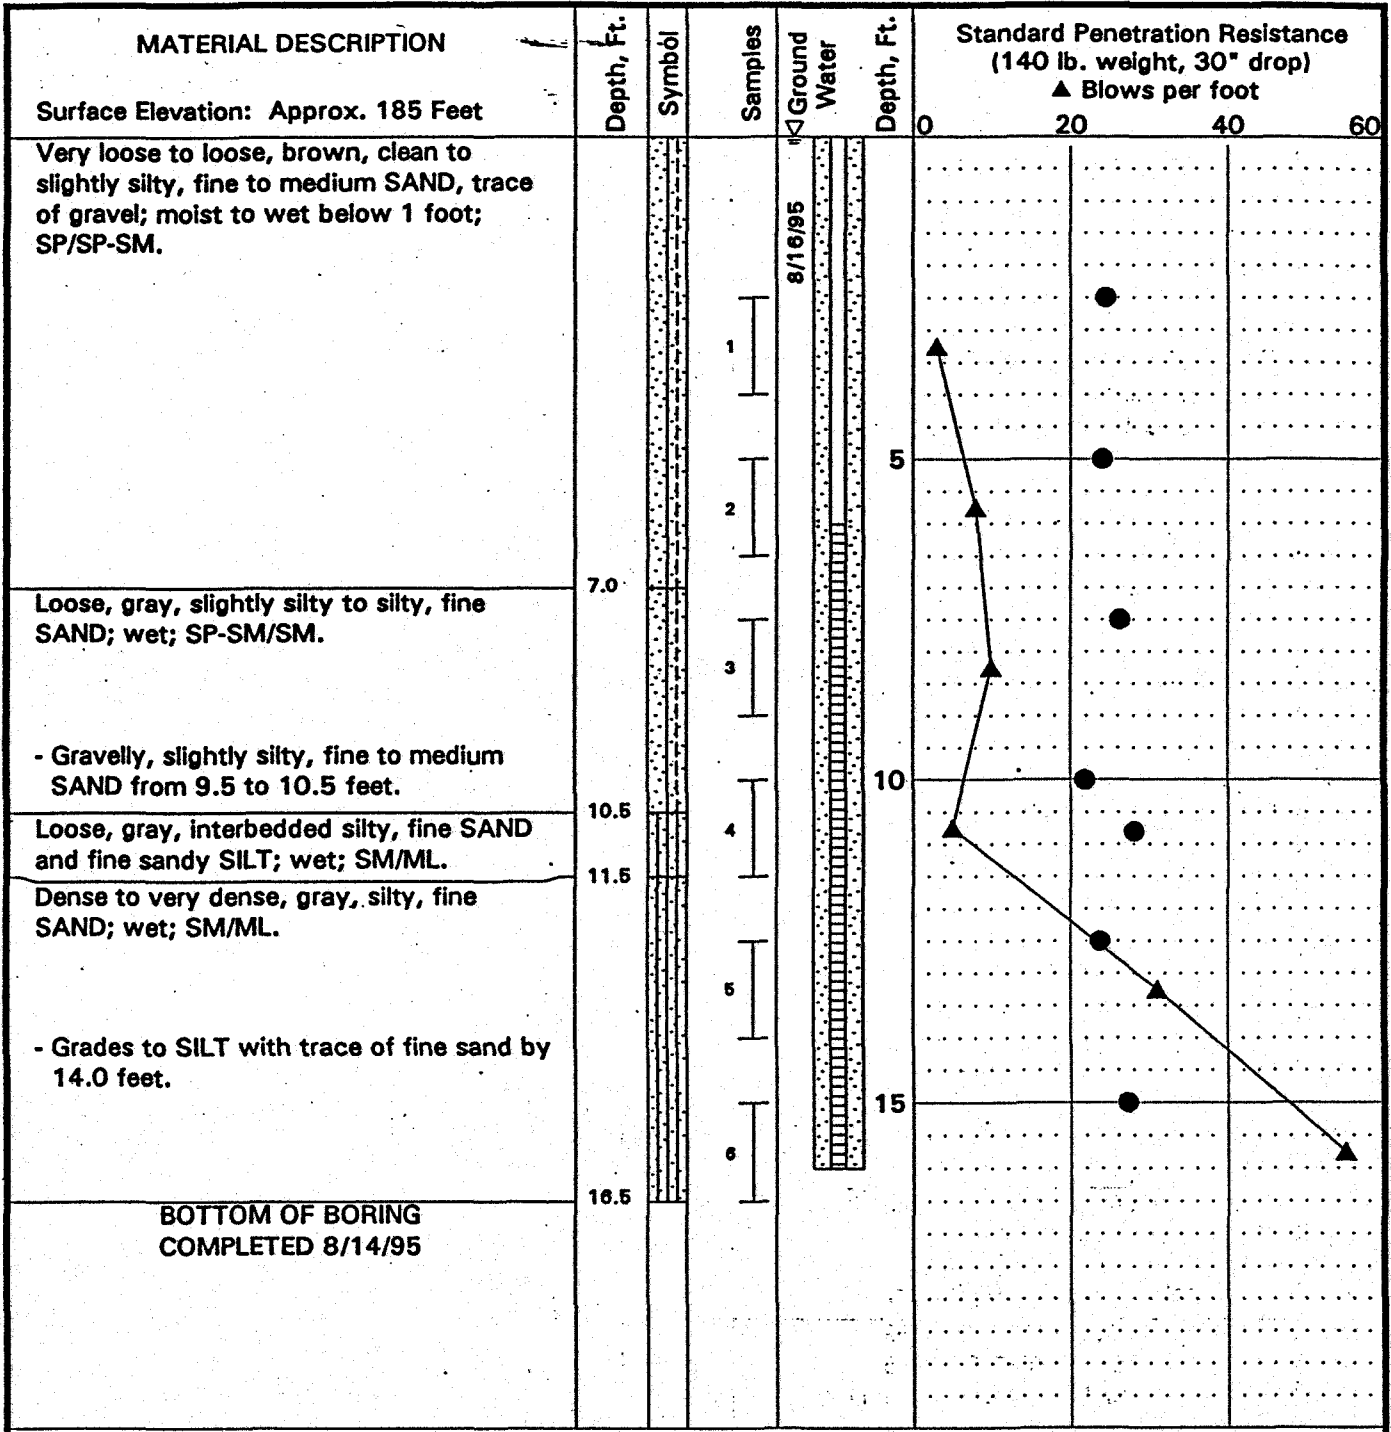 MATERIAL DESCRIPTION
Surface Elevation: Approx. 185 Feet
Depth, Ft.
Symbol
Samples
Ground
Water
Depth, Ft.
Standard Penetration Resistance
(140 lb. weight, 30" drop)
▲ Blows per foot
0 20 40 60
Very loose to loose, brown, clean to
slightly silty, fine to medium SAND, trace
of gravel; moist to wet below 1 foot;
SP/SP-SM.
8/16/95
1
5
2
7.0
Loose, gray, slightly silty to silty, fine
SAND; wet; SP-SM/SM.
3
- Gravelly, slightly silty, fine to medium
SAND from 9.5 to 10.5 feet.
10
10.5
Loose, gray, interbedded silty, fine SAND
and fine sandy SILT; wet; SM/ML.
4
11.5
Dense to very dense, gray, silty, fine
SAND; wet; SM/ML.
5
- Grades to SILT with trace of fine sand by
14.0 feet.
15
6
16.5
BOTTOM OF BORING
COMPLETED 8/14/95